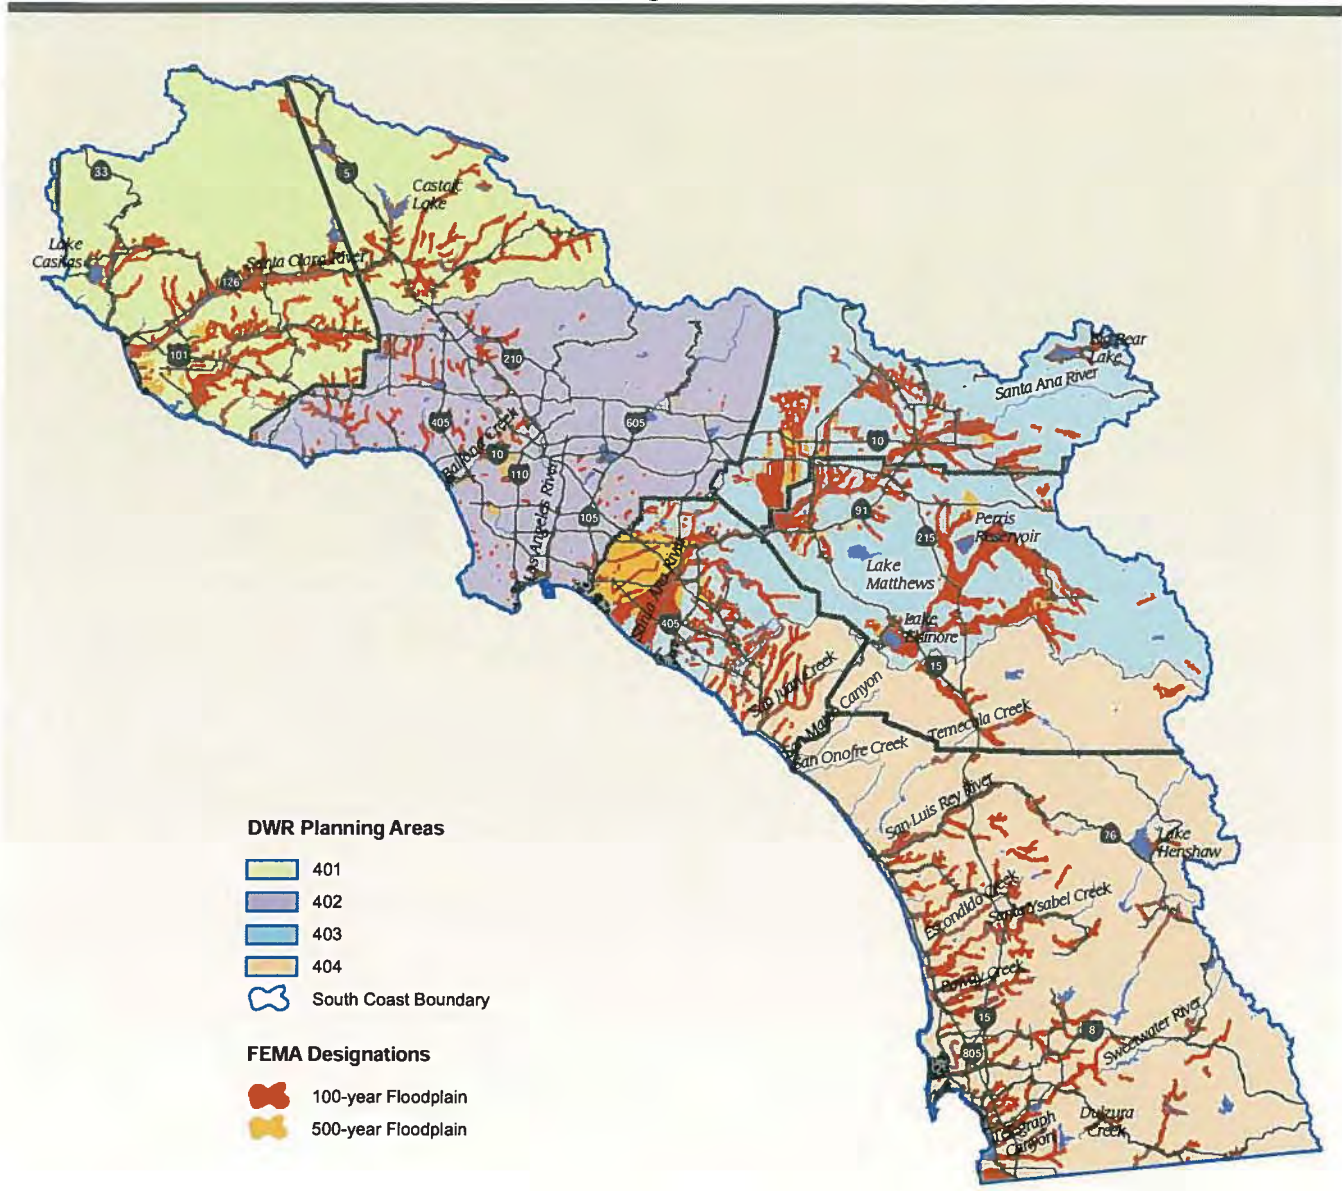 33
5
Castaic
Lake
Lake
Casitas
Santa Clara River
126
101
210
405
605
Ballona Creek
10
110
Los Angeles River
105
Big Bear
Lake
Santa Ana River
10
91
215
Perris
Reservoir
Lake
Matthews
Santa Ana River
405
Lake
Elsinore
15
San Juan Creek
San Mateo Canyon
Temecula Creek
San Onofre Creek
San Luis Rey River
76
Lake
Henshaw
Escondido Creek
Santa Ysabel Creek
Poway Creek
15
8
805
Sweetwater River
Telegraph
Canyon
Dulzura
Creek
DWR Planning Areas
401
402
403
404
South Coast Boundary
FEMA Designations
100-year Floodplain
500-year Floodplain